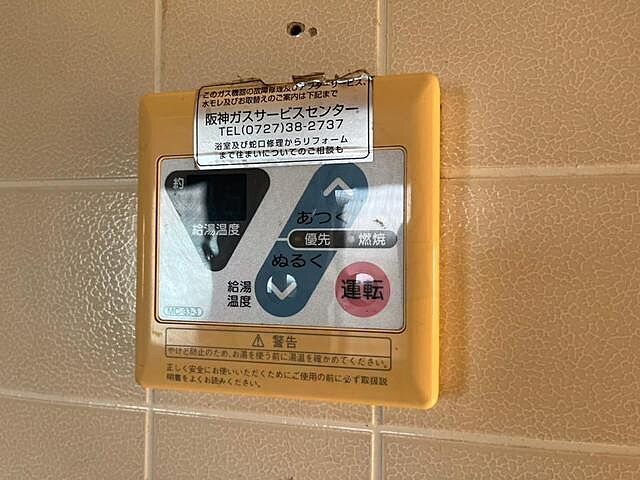 このガス機器の故障修理及びアフターサービス、
水モレ及びお取替えのご案内は下記まで
阪神ガスサービスセンター
TEL(0727)38-2737
浴室及び蛇口修理からリフォーム
まで住まいについてのご相談も
約
給湯温度
あつく
優先 燃焼
ぬるく
給湯
温度
運転
MC-33-3
警告
やけど防止のため、お湯を使う前に湯温を確かめてください。
正しく安全にお使いいただくためにご使用の前に必ず取扱説
明書をよくお読みください。